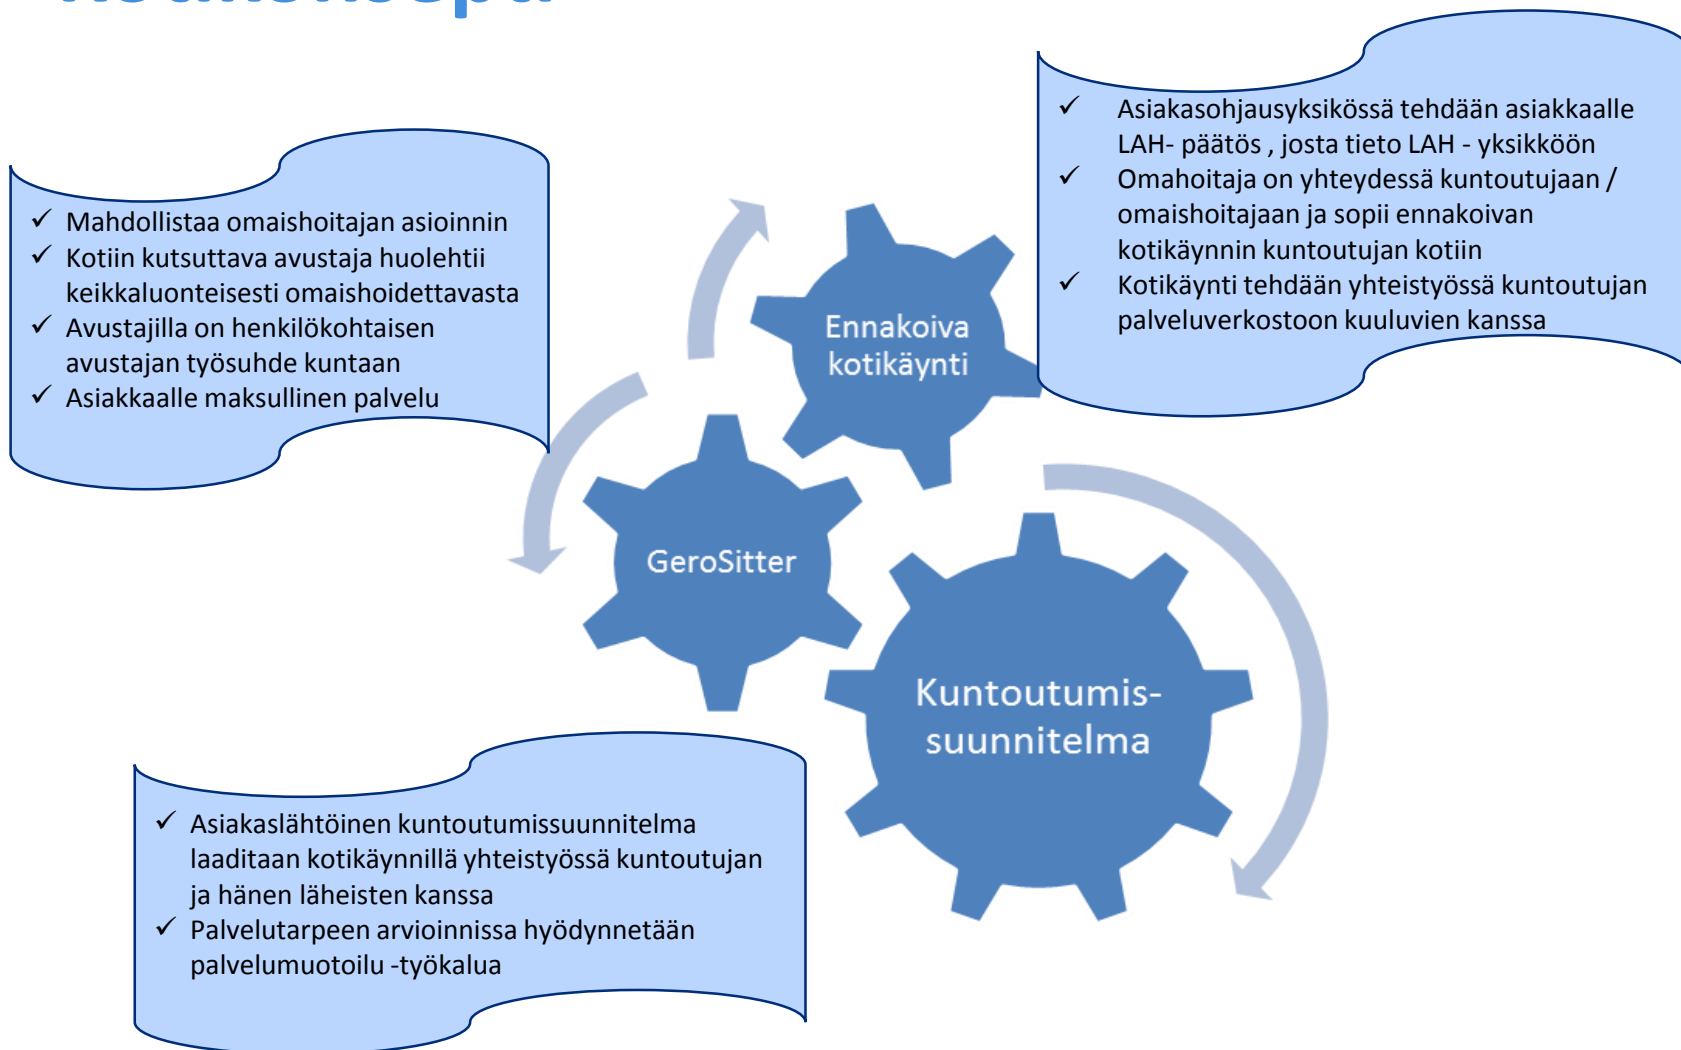 Kotikonsepti
✓ Mahdollistaa omaishoitajan asioinnin
✓ Kotiin kutsuttava avustaja huolehtii
keikkaluonteisesti omaishoidettavasta
✓ Avustajilla on henkilökohtaisen
avustajan työsuhde kuntaan
✓ Asiakkaalle maksullinen palvelu
✓ Asiakasohjausyksikössä tehdään asiakkaalle
LAH- päätös , josta tieto LAH - yksikköön
✓ Omahoitaja on yhteydessä kuntoutujaan /
omaishoitajaan ja sopii ennakoivan
kotikäynnin kuntoutujan kotiin
✓ Kotikäynti tehdään yhteistyössä kuntoutujan
palveluverkostoon kuuluvien kanssa
Ennakoiva
kotikäynti
GeroSitter
Kuntoutumis-
suunnitelma
✓ Asiakaslähtöinen kuntoutumissuunnitelma
laaditaan kotikäynnillä yhteistyössä kuntoutujan
ja hänen läheisten kanssa
✓ Palvelutarpeen arvioinnissa hyödynnetään
palvelumuotoilu -työkalua